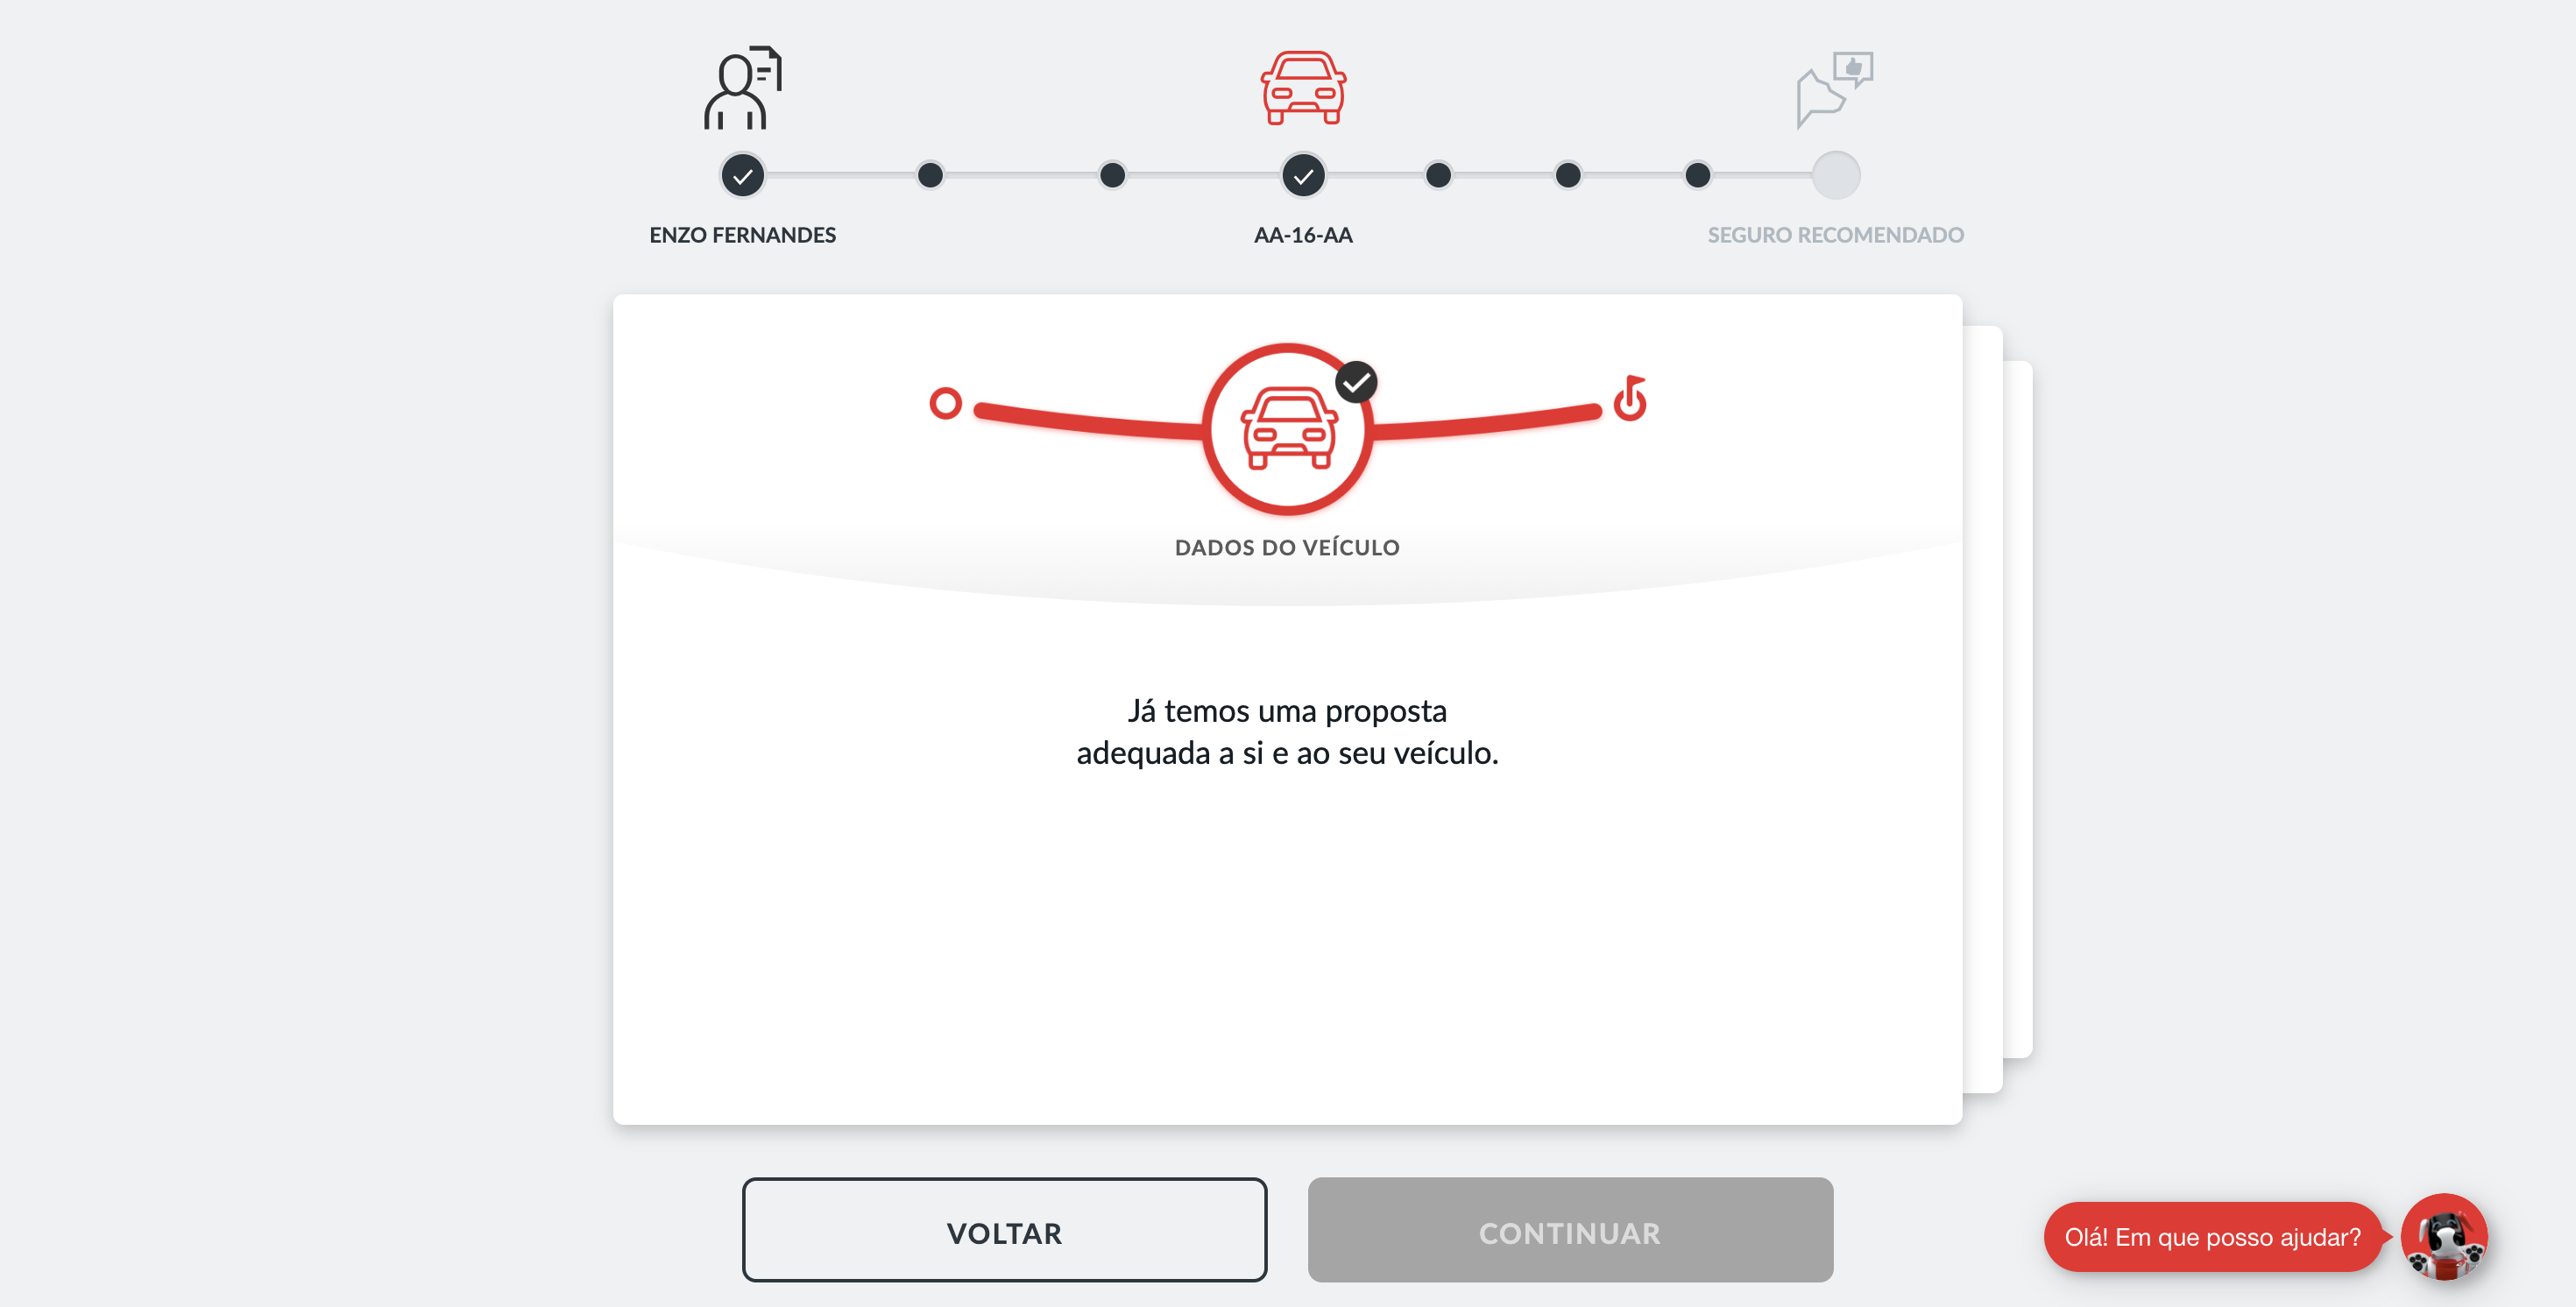 ENZO FERNANDES
AA-16-AA
SEGURO RECOMENDADO
DADOS DO VEÍCULO
Já temos uma proposta
adequada a si e ao seu veículo.
VOLTAR
CONTINUAR
Olá! Em que posso ajudar?